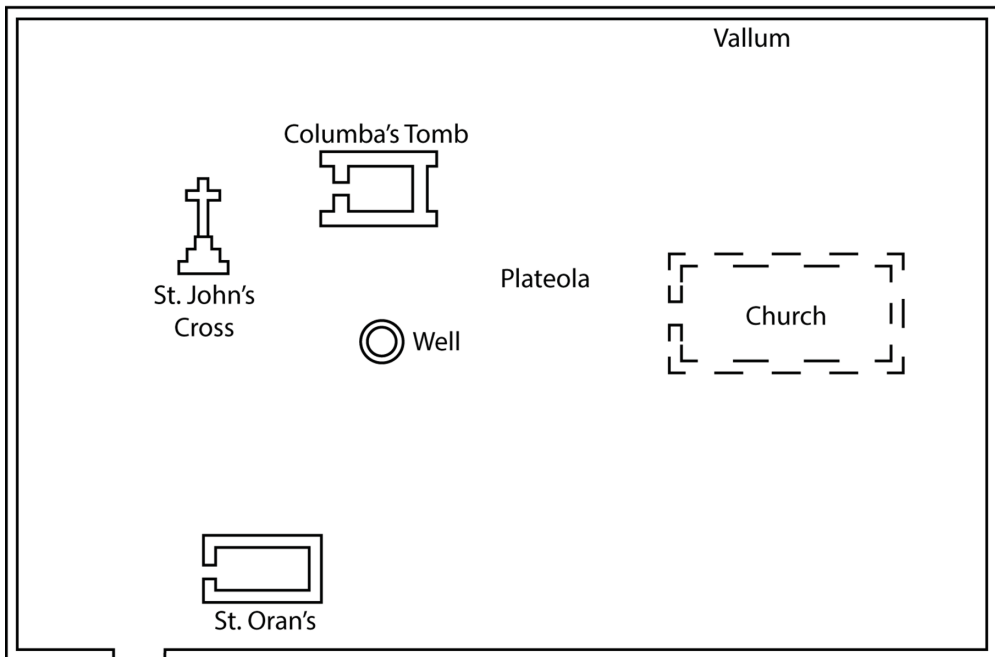 Vallum
Columba's Tomb
St. John's
Cross
Plateola
Church
Well
St. Oran's